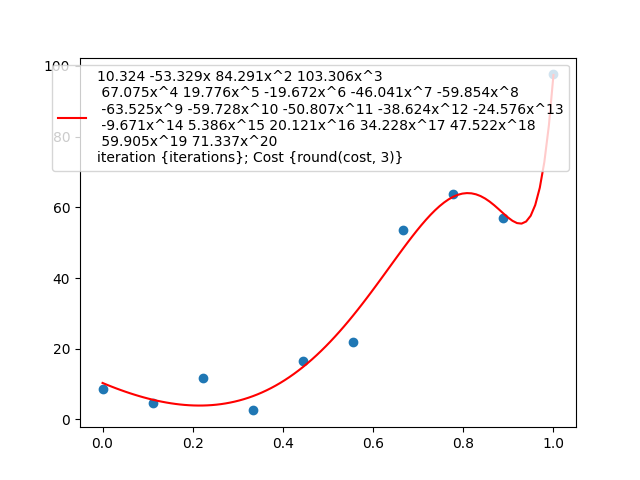 10.324 -53.329x 84.291x^2 103.306x^3
67.075x^4 19.776x^5 -19.672x^6 -46.041x^7 -59.854x^8
-63.525x^9 -59.728x^10 -50.807x^11 -38.624x^12 -24.576x^13
-9.671x^14 5.386x^15 20.121x^16 34.228x^17 47.522x^18
59.905x^19 71.337x^20
iteration {iterations}; Cost {round(cost, 3)}
100
80
60
40
20
0
0.0 0.2 0.4 0.6 0.8 1.0